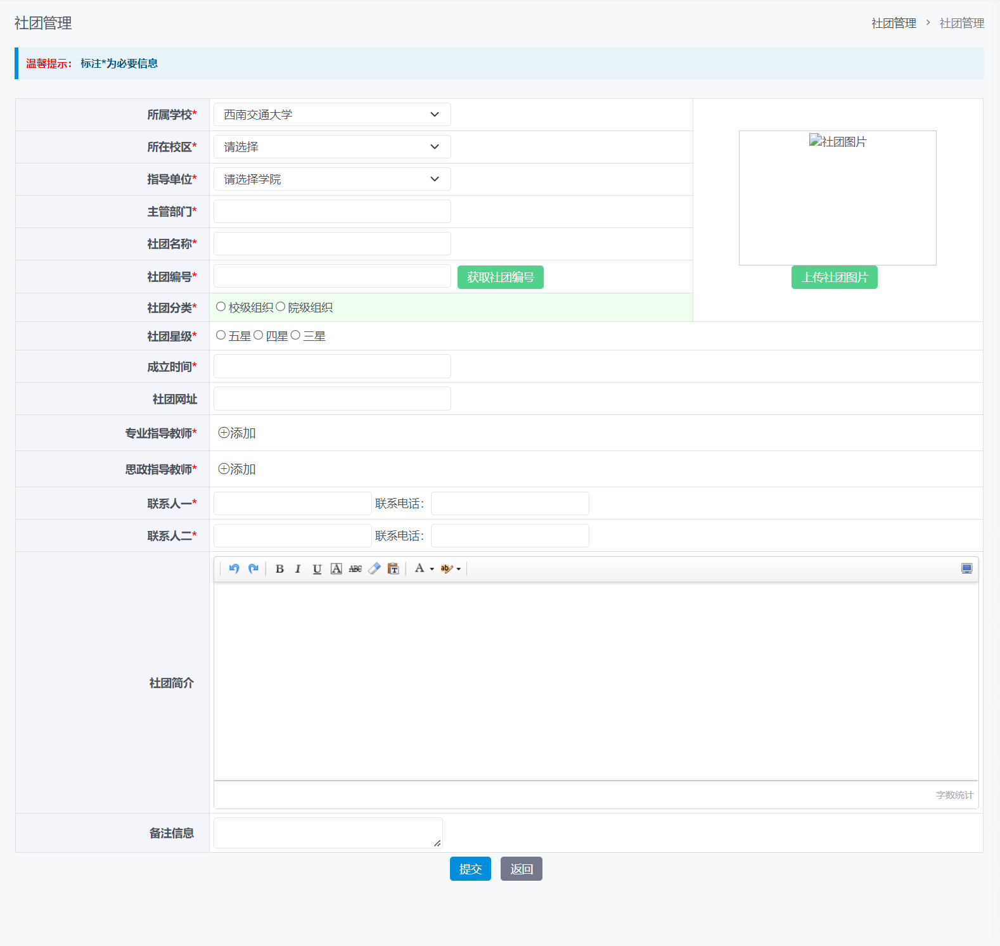 社团管理
社团管理 > 社团管理
温馨提示： 标注*为必要信息
所属学校* 西南交通大学
社团图片
所在校区* 请选择
指导单位* 请选择学院
主管部门*
社团名称*
社团编号* 获取社团编号
上传社团图片
社团分类* 校级组织 院级组织
社团星级* 五星 四星 三星
成立时间*
社团网址
专业指导教师* 添加
思政指导教师* 添加
联系人一* 联系电话：
联系人二* 联系电话：
B I U A ABC T A ab
社团简介
字数统计
备注信息
提交 返回